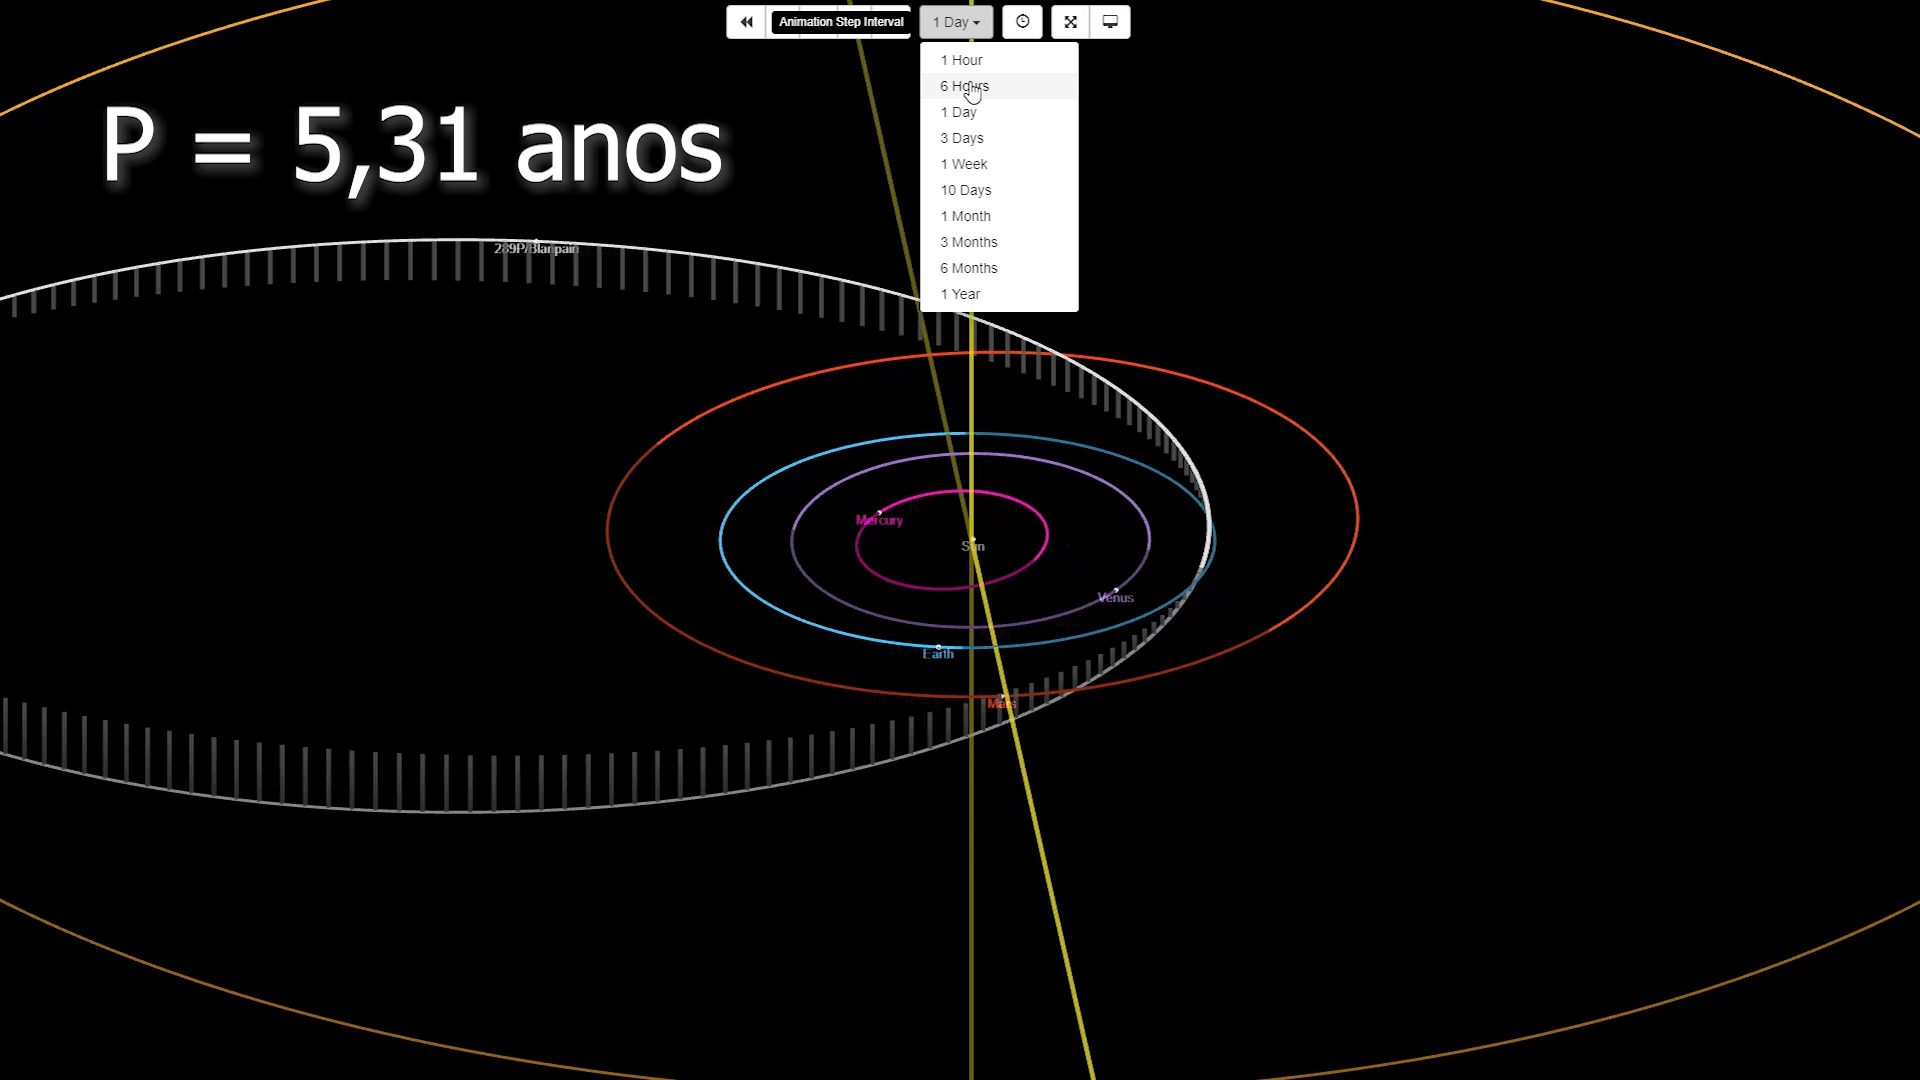 Animation Step Interval
1 Day
1 Hour
6 Hours
1 Day
3 Days
1 Week
10 Days
1 Month
3 Months
6 Months
1 Year
P = 5,31 anos
289P/Blanpain
Mercury
Sun
Venus
Earth
Mars